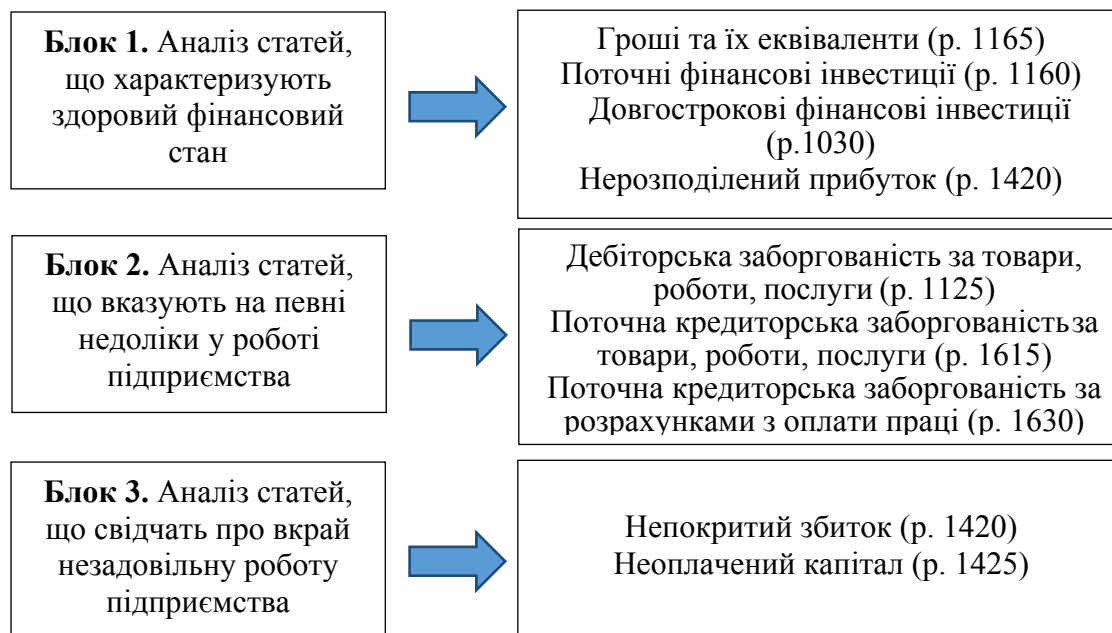 Блок 1. Аналіз статей,
що характеризують
здоровий фінансовий
стан
Гроші та їх еквіваленти (р. 1165)
Поточні фінансові інвестиції (р. 1160)
Довгострокові фінансові інвестиції
(р.1030)
Нерозподілений прибуток (р. 1420)
Блок 2. Аналіз статей,
що вказують на певні
недоліки у роботі
підприємства
Дебіторська заборгованість за товари,
роботи, послуги (р. 1125)
Поточна кредиторська заборгованість за
товари, роботи, послуги (р. 1615)
Поточна кредиторська заборгованість за
розрахунками з оплати праці (р. 1630)
Блок 3. Аналіз статей,
що свідчать про вкрай
незадовільну роботу
підприємства
Непокритий збиток (р. 1420)
Неоплачений капітал (р. 1425)